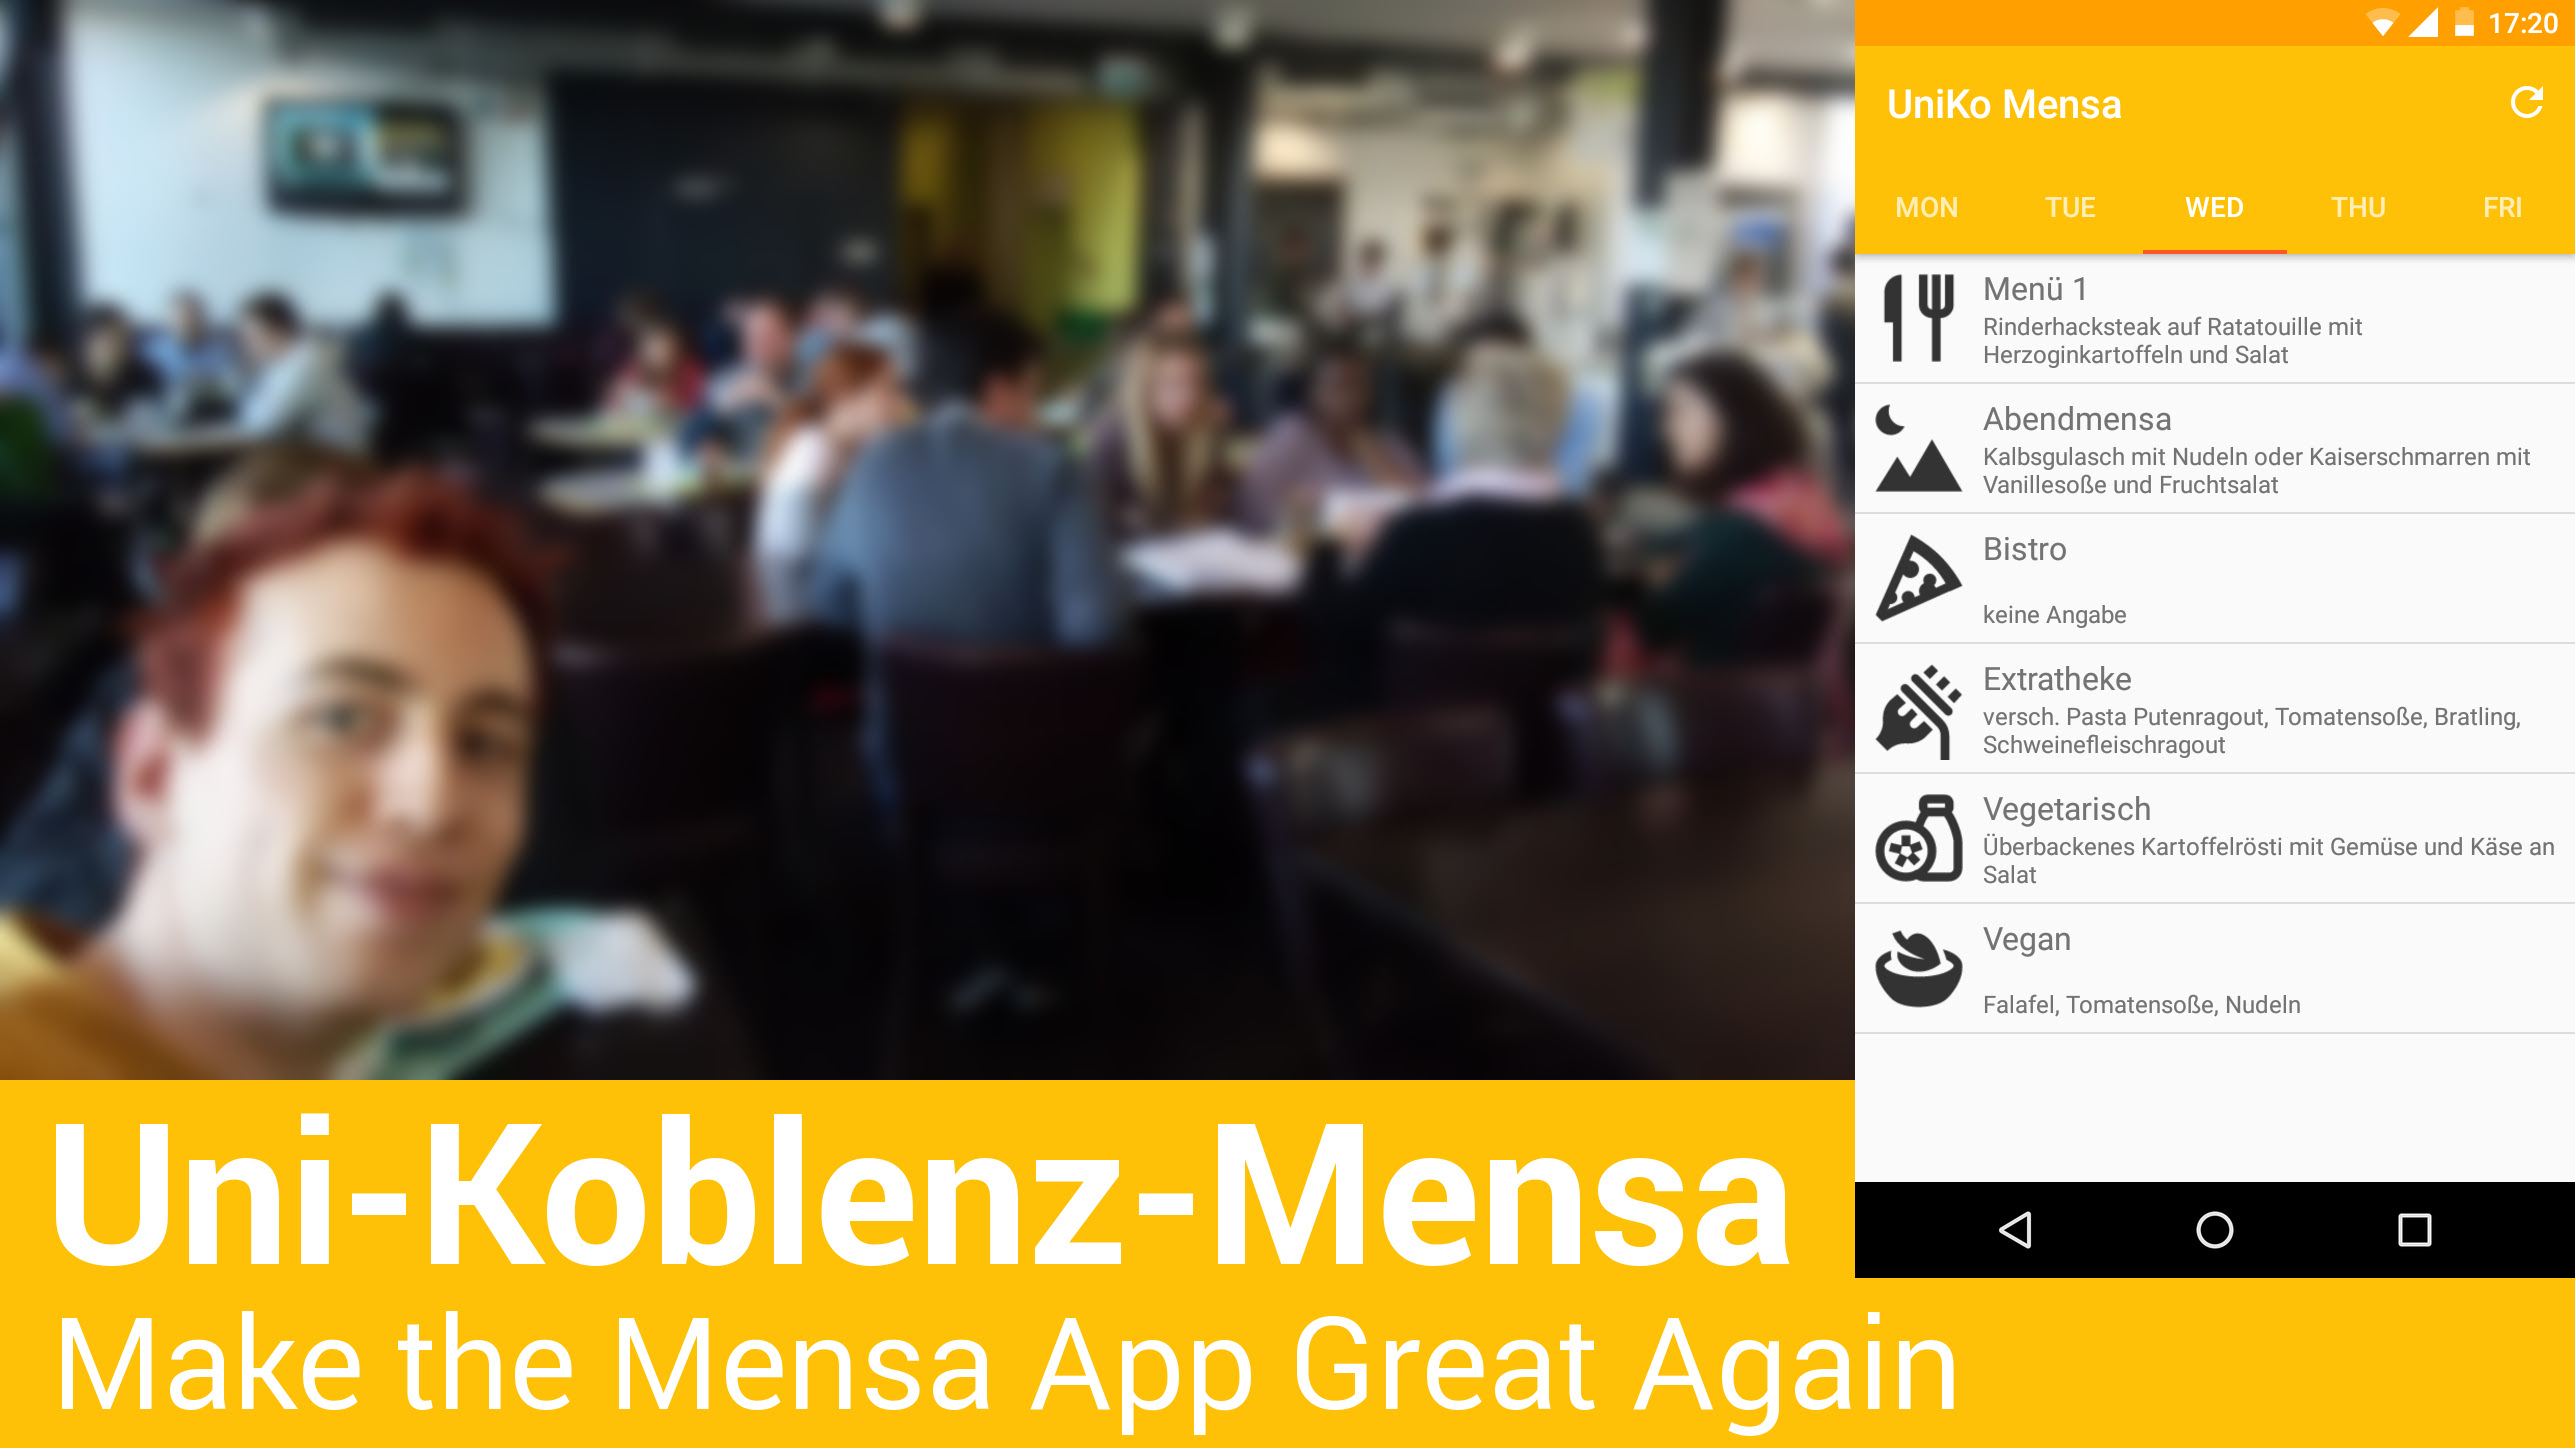 17:20
UniKo Mensa
MON TUE WED THU FRI
Menü 1
Rinderhacksteak auf Ratatouille mit
Herzoginkartoffeln und Salat
Abendmensa
Kalbsgulasch mit Nudeln oder Kaiserschmarren mit
Vanillesoße und Fruchtsalat
Bistro
keine Angabe
Extratheke
versch. Pasta Putenragout, Tomatensoße, Bratling,
Schweinefleischragout
Vegetarisch
Überbackenes Kartoffelrösti mit Gemüse und Käse an
Salat
Vegan
Falafel, Tomatensoße, Nudeln
Uni-Koblenz-Mensa
Make the Mensa App Great Again